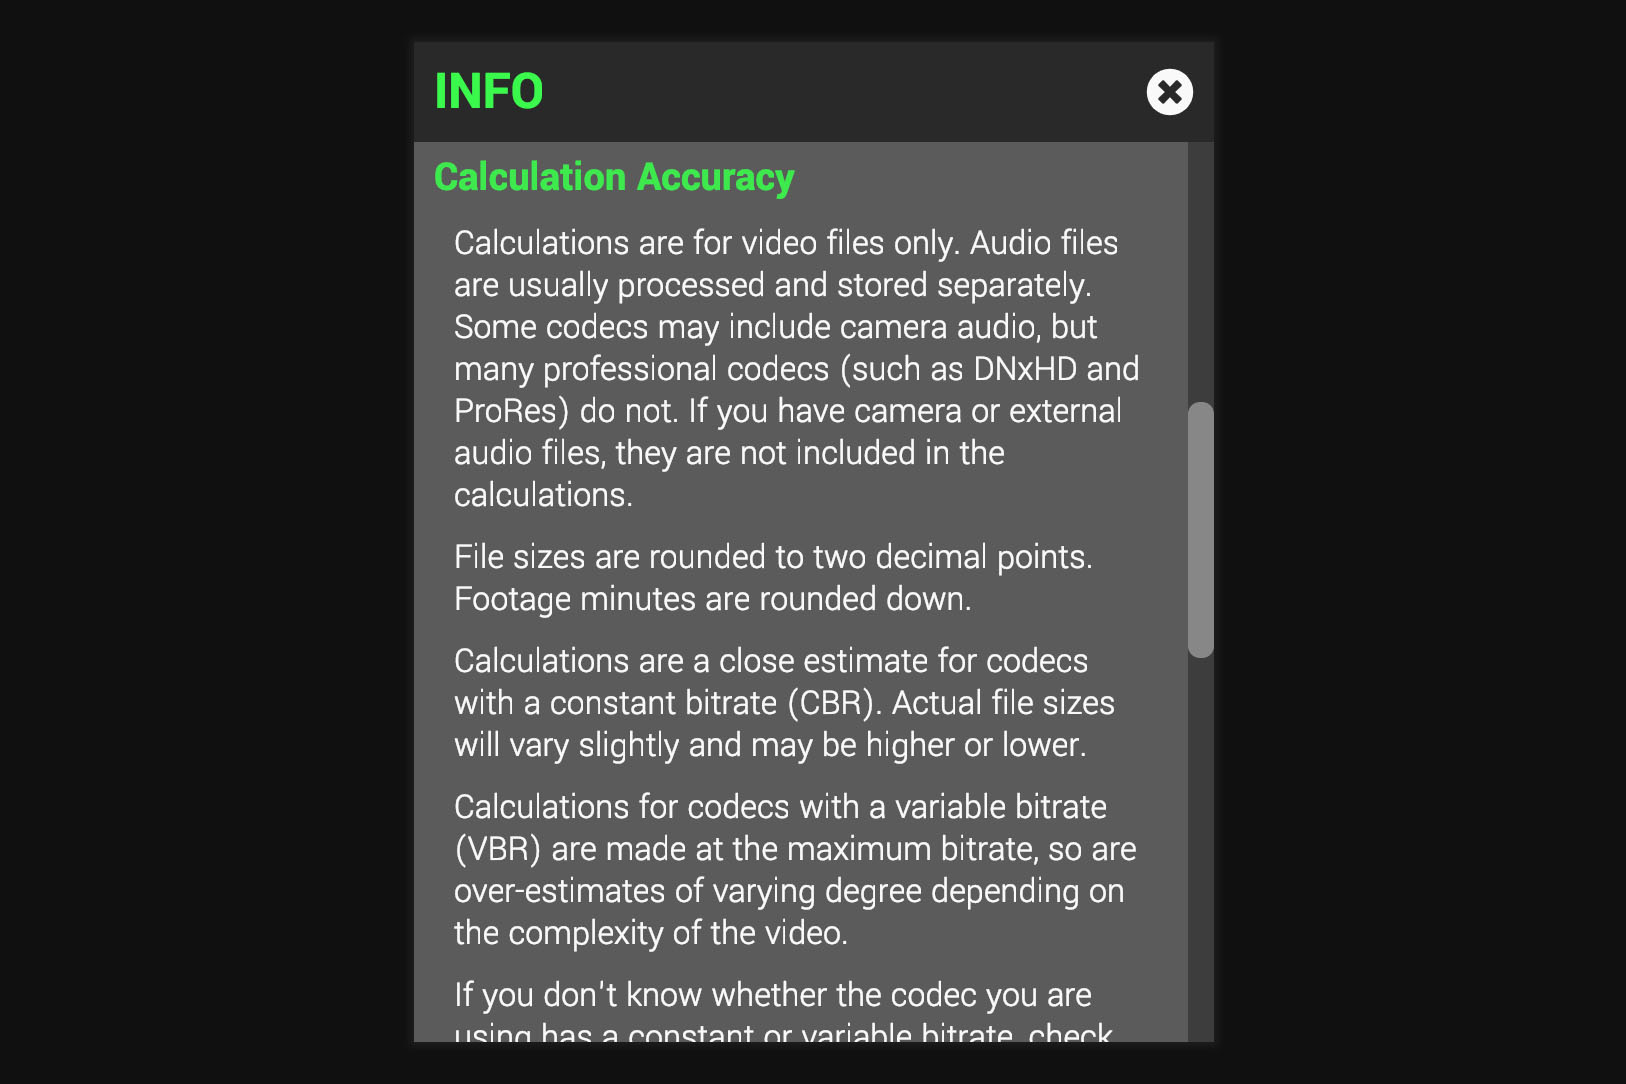 INFO
Calculation Accuracy
Calculations are for video files only. Audio files
are usually processed and stored separately.
Some codecs may include camera audio, but
many professional codecs (such as DNxHD and
ProRes) do not. If you have camera or external
audio files, they are not included in the
calculations.
File sizes are rounded to two decimal points.
Footage minutes are rounded down.
Calculations are a close estimate for codecs
with a constant bitrate (CBR). Actual file sizes
will vary slightly and may be higher or lower.
Calculations for codecs with a variable bitrate
(VBR) are made at the maximum bitrate, so are
over-estimates of varying degree depending on
the complexity of the video.
If you don't know whether the codec you are
using has a constant or variable bitrate, check